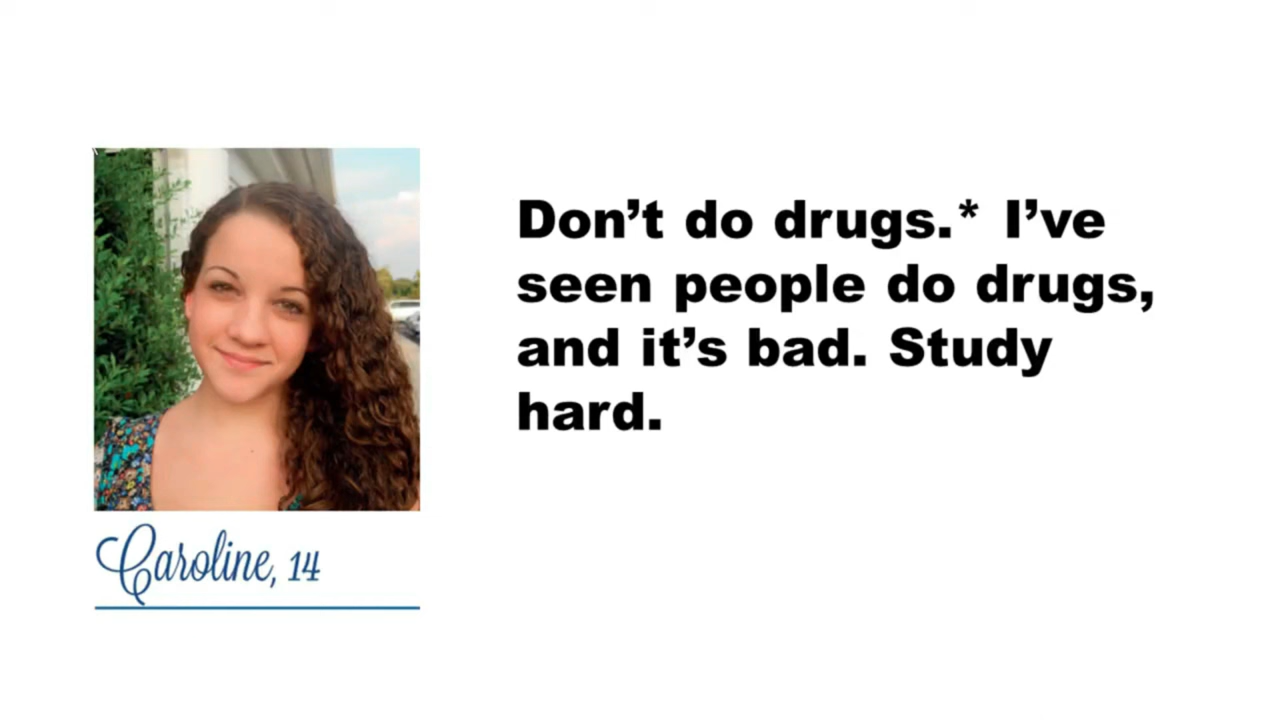 Don’t do drugs.* I’ve
seen people do drugs,
and it’s bad. Study
hard.
Caroline, 14